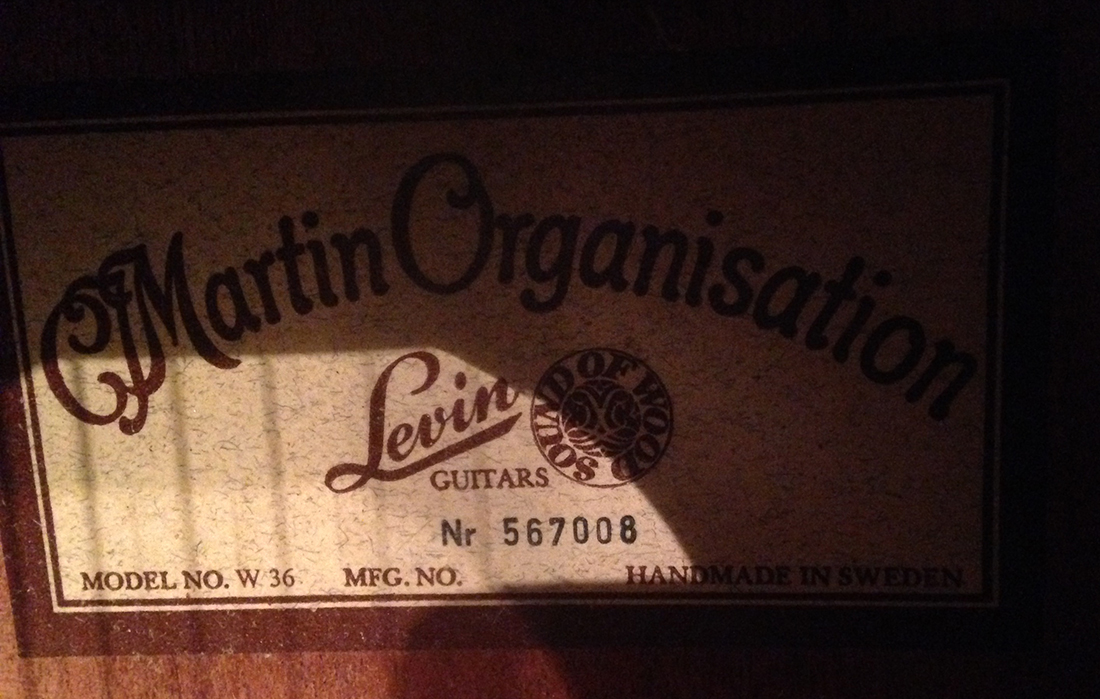 CFMartin Organisation
Levin
GUITARS
SOUND OF WOOD
Nr 567008
MODEL NO. W 36 MFG. NO. HANDMADE IN SWEDEN